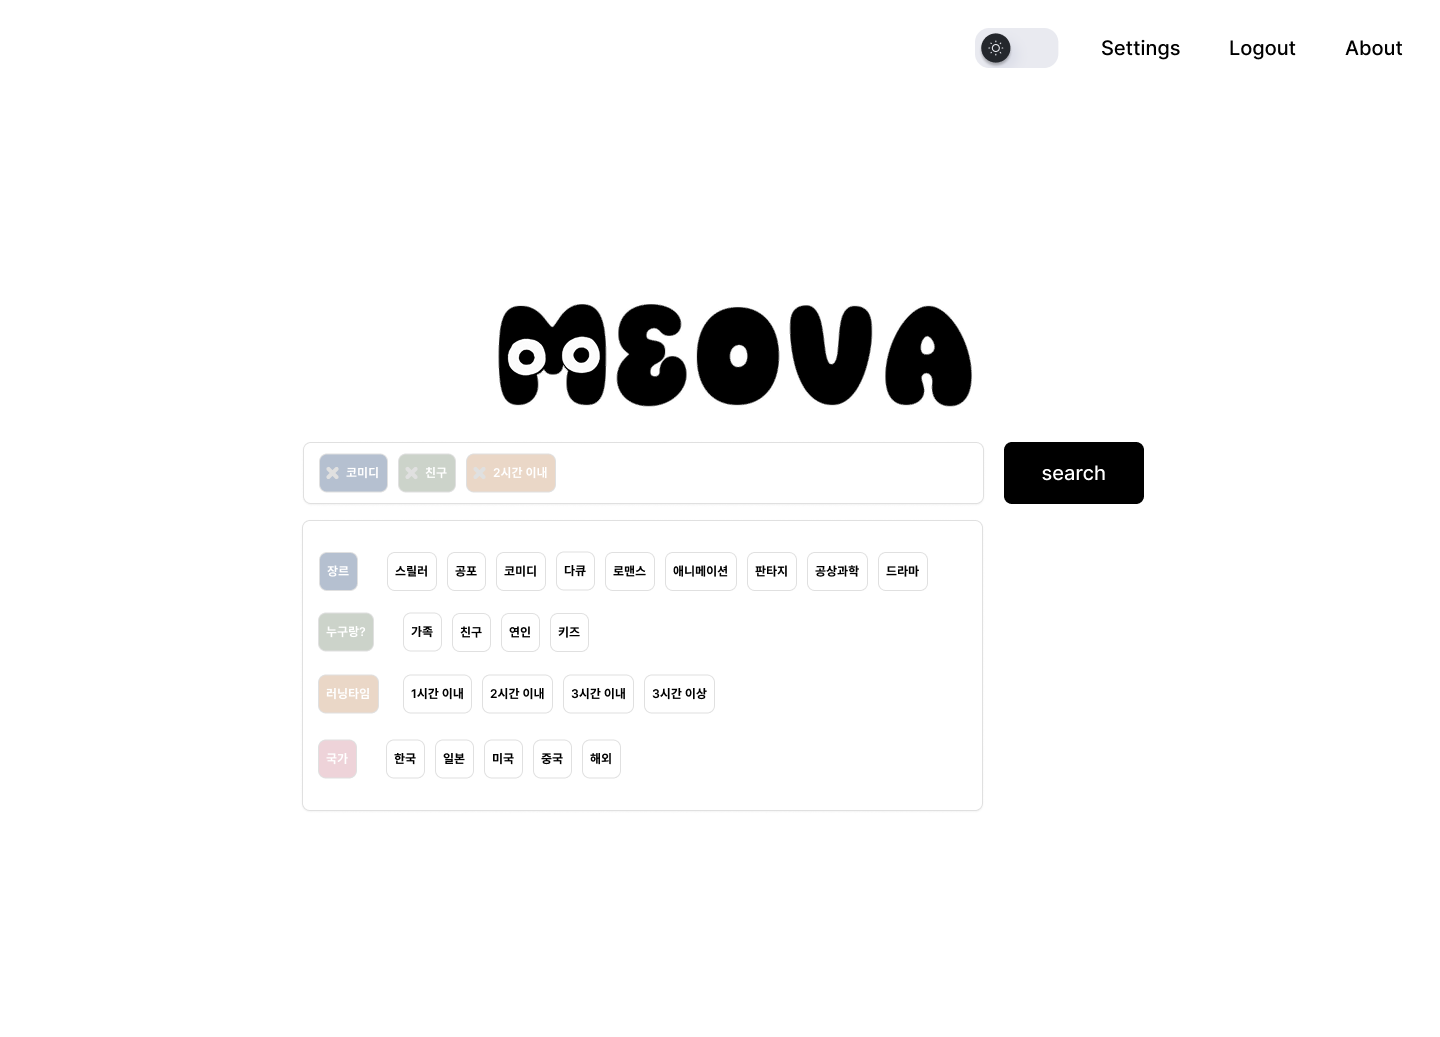 Settings Logout About
MEOVA
코미디 친구 2시간 이내 search
장르 스릴러 공포 코미디 다큐 로맨스 애니메이션 판타지 공상과학 드라마
누구랑? 가족 친구 연인 키즈
러닝타임 1시간 이내 2시간 이내 3시간 이내 3시간 이상
국가 한국 일본 미국 중국 해외